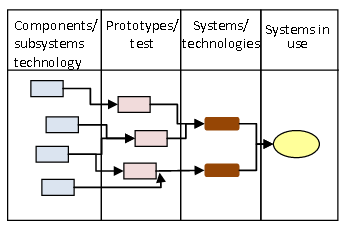 Components/
subsystems
technology
Prototypes/
test
Systems/
technologies
Systems in
use